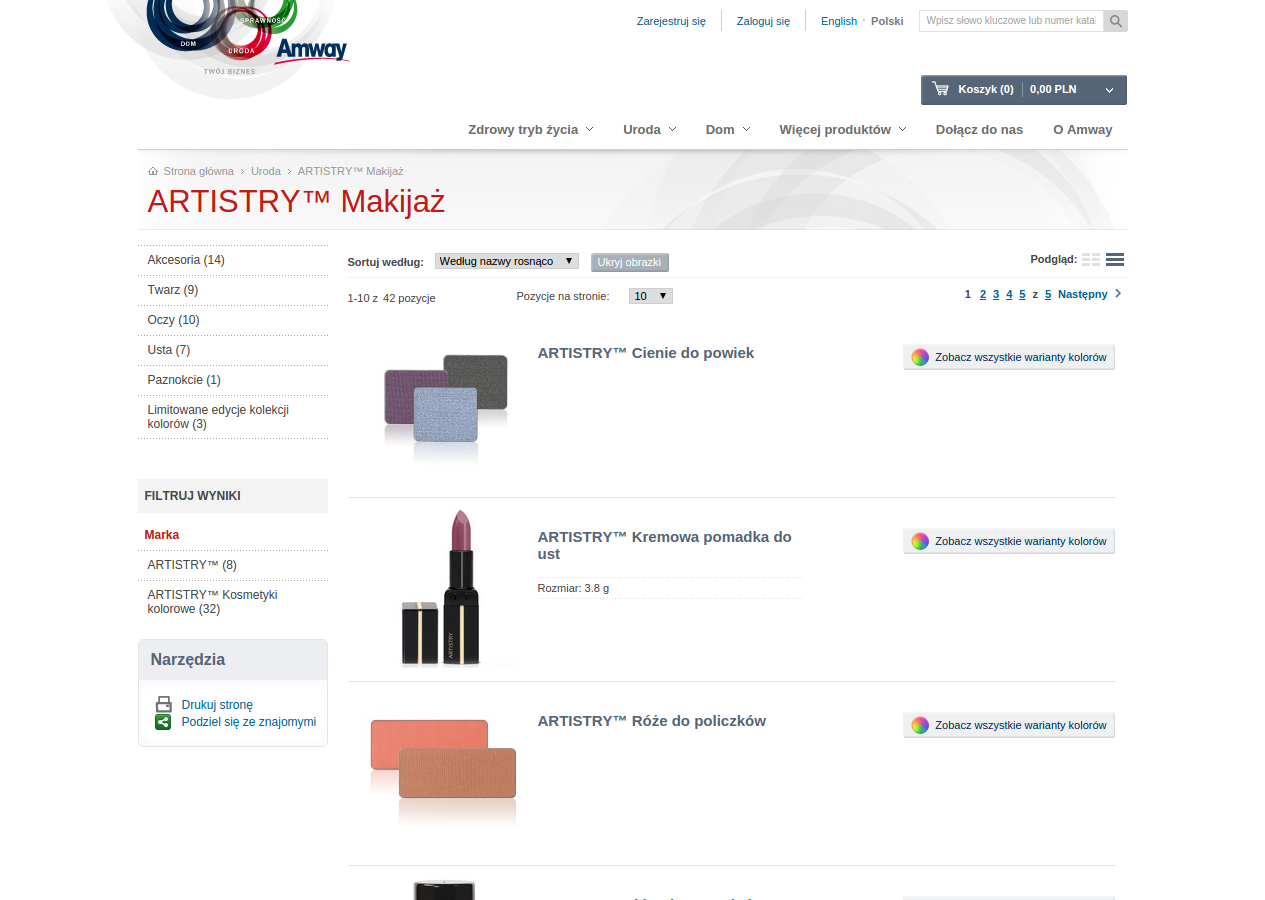 SPRAWNOŚĆ
DOM
URODA
Amway
TWÓJ BIZNES
Zarejestruj się
Zaloguj się
English · Polski
Wpisz słowo kluczowe lub numer katal
Koszyk (0) 0,00 PLN
Zdrowy tryb życia
Uroda
Dom
Więcej produktów
Dołącz do nas
O Amway
Strona główna > Uroda > ARTISTRY™ Makijaż
ARTISTRY™ Makijaż
Akcesoria (14)
Twarz (9)
Oczy (10)
Usta (7)
Paznokcie (1)
Limitowane edycje kolekcji
kolorów (3)
FILTRUJ WYNIKI
Marka
ARTISTRY™ (8)
ARTISTRY™ Kosmetyki
kolorowe (32)
Narzędzia
Drukuj stronę
Podziel się ze znajomymi
Sortuj według: Według nazwy rosnąco ▼ Ukryj obrazki
Podgląd:
1-10 z 42 pozycje
Pozycje na stronie: 10 ▼
1 2 3 4 5 z 5 Następny
ARTISTRY™ Cienie do powiek
Zobacz wszystkie warianty kolorów
ARTISTRY™ Kremowa pomadka do
ust
Rozmiar: 3.8 g
Zobacz wszystkie warianty kolorów
ARTISTRY
ARTISTRY™ Róże do policzków
Zobacz wszystkie warianty kolorów